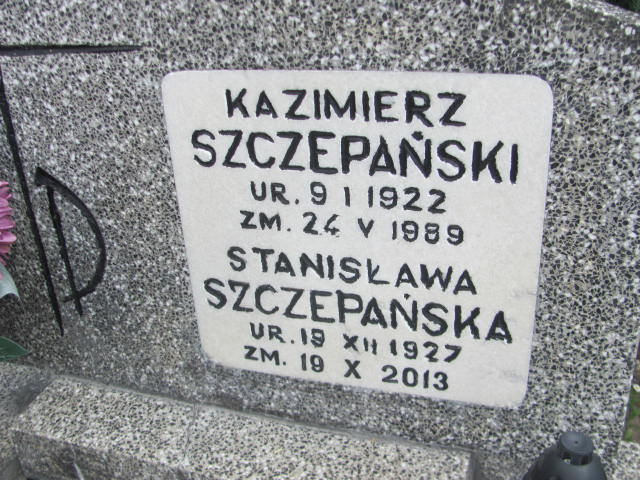 KAZIMIERZ
SZCZEPAŃSKI
UR. 9 I 1922
ZM. 24 V 1989
STANISŁAWA
SZCZEPAŃSKA
UR. 19 XII 1927
ZM. 19 X 2013